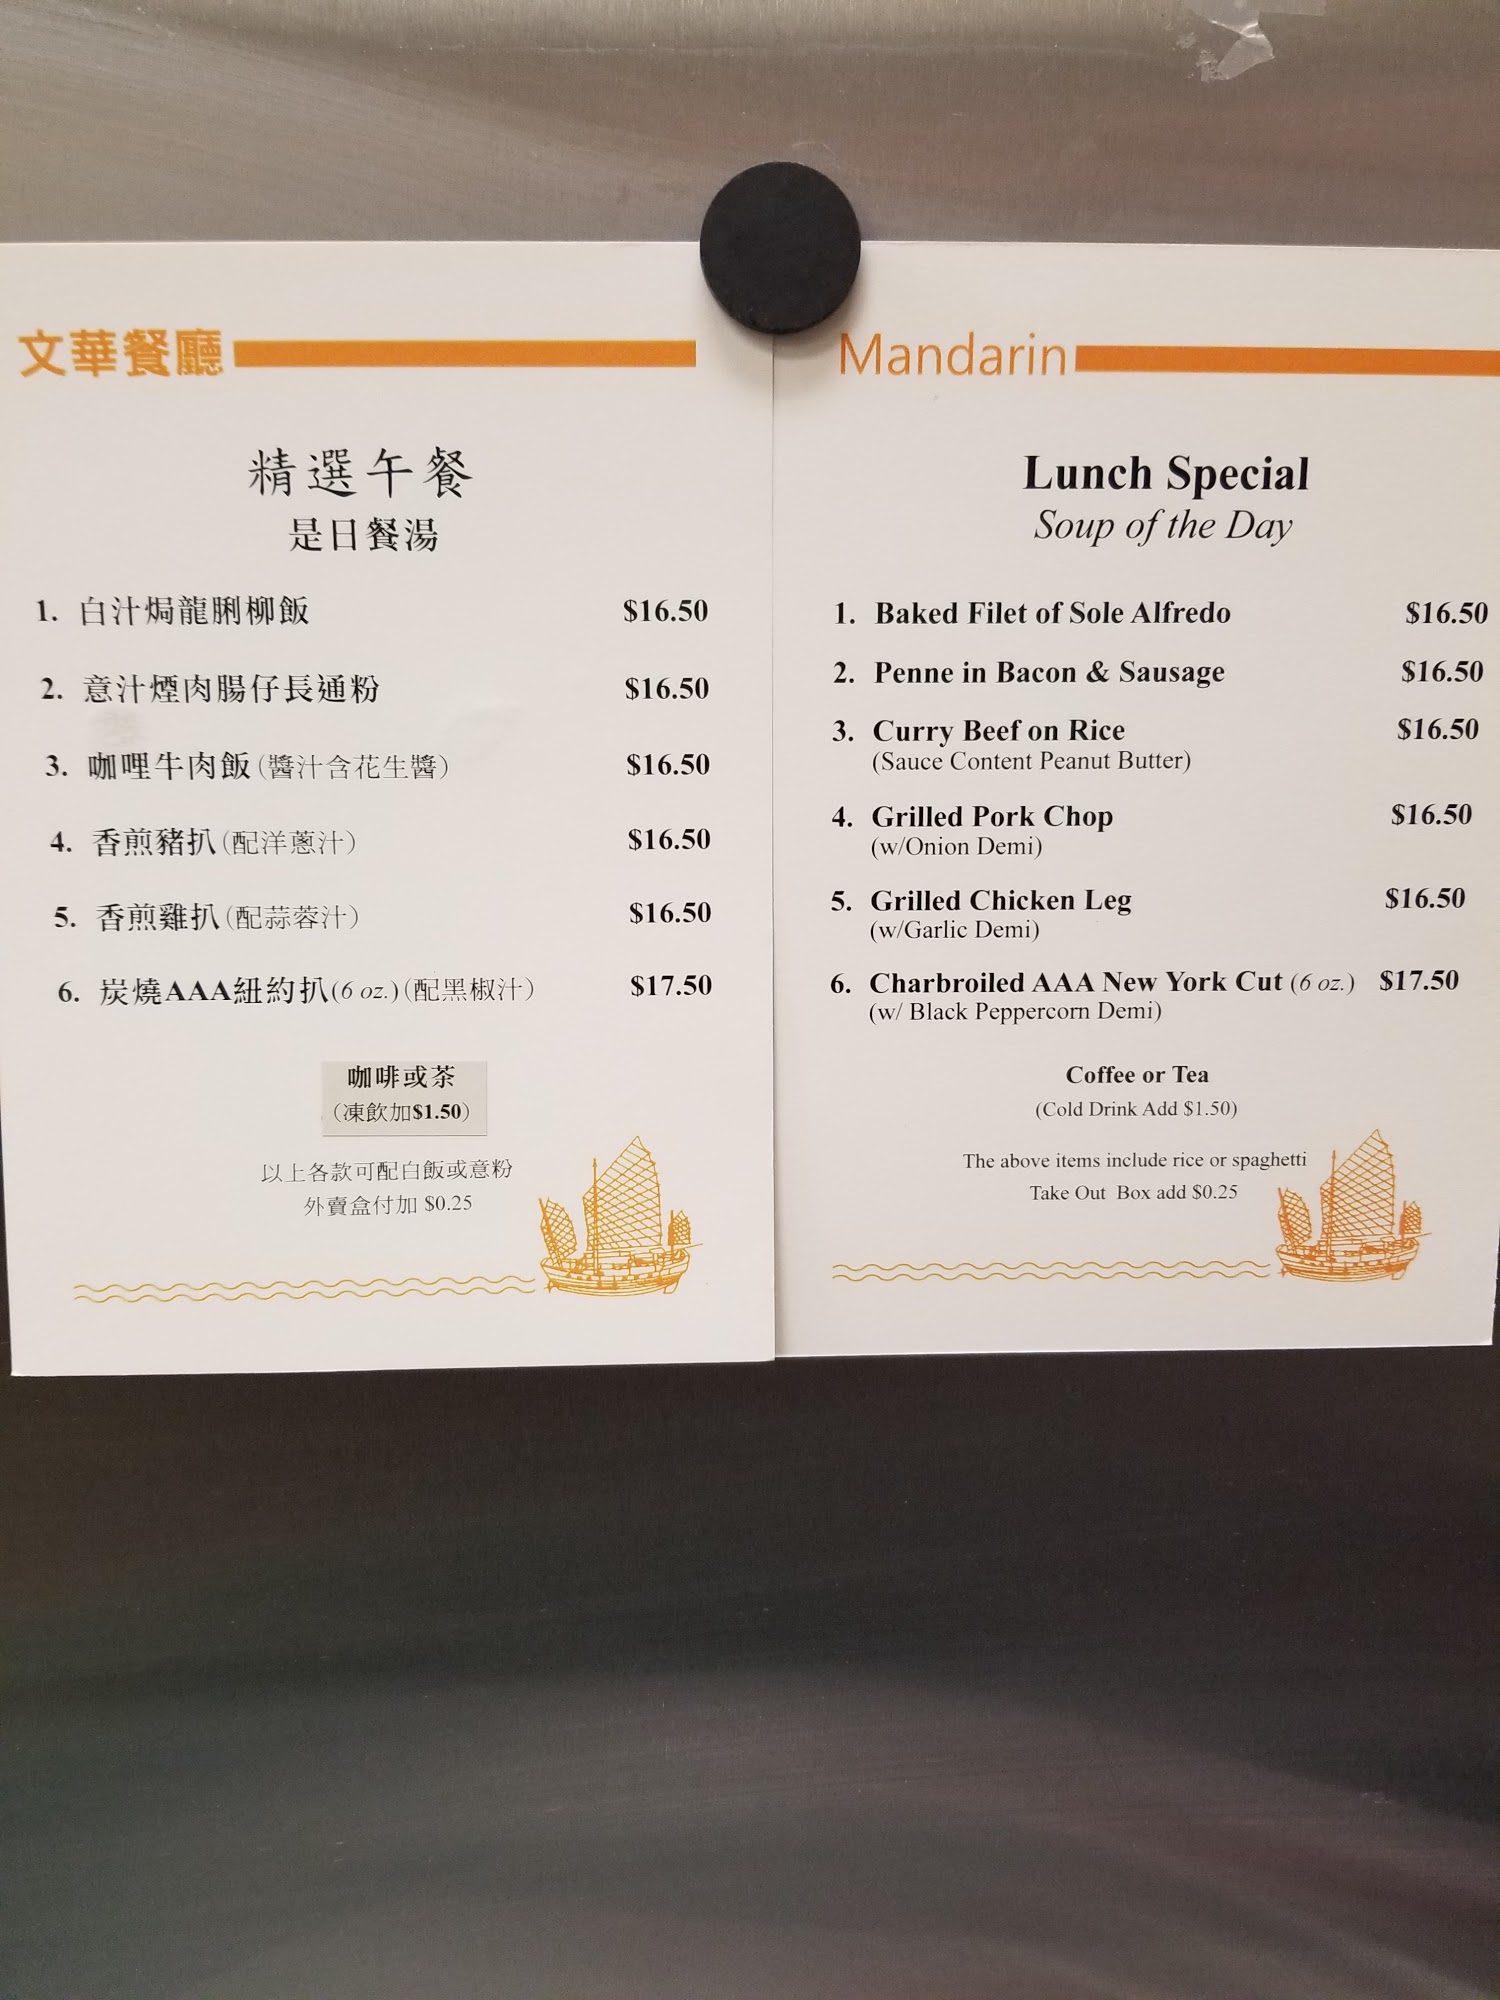 文華餐廳
精選午餐
是日餐湯
1. 白汁焗龍脷柳飯 $16.50
2. 意汁煙肉腸仔長通粉 $16.50
3. 咖哩牛肉飯(醬汁含花生醬) $16.50
4. 香煎豬扒(配洋蔥汁) $16.50
5. 香煎雞扒(配蒜蓉汁) $16.50
6. 炭燒AAA紐約扒(6 oz.)(配黑椒汁) $17.50
咖啡或茶
(凍飲加$1.50)
以上各款可配白飯或意粉
外賣盒付加 $0.25
Mandarin
Lunch Special
Soup of the Day
1. Baked Filet of Sole Alfredo $16.50
2. Penne in Bacon & Sausage $16.50
3. Curry Beef on Rice $16.50
(Sauce Content Peanut Butter)
4. Grilled Pork Chop $16.50
(w/Onion Demi)
5. Grilled Chicken Leg $16.50
(w/Garlic Demi)
6. Charbroiled AAA New York Cut (6 oz.) $17.50
(w/ Black Peppercorn Demi)
Coffee or Tea
(Cold Drink Add $1.50)
The above items include rice or spaghetti
Take Out Box add $0.25